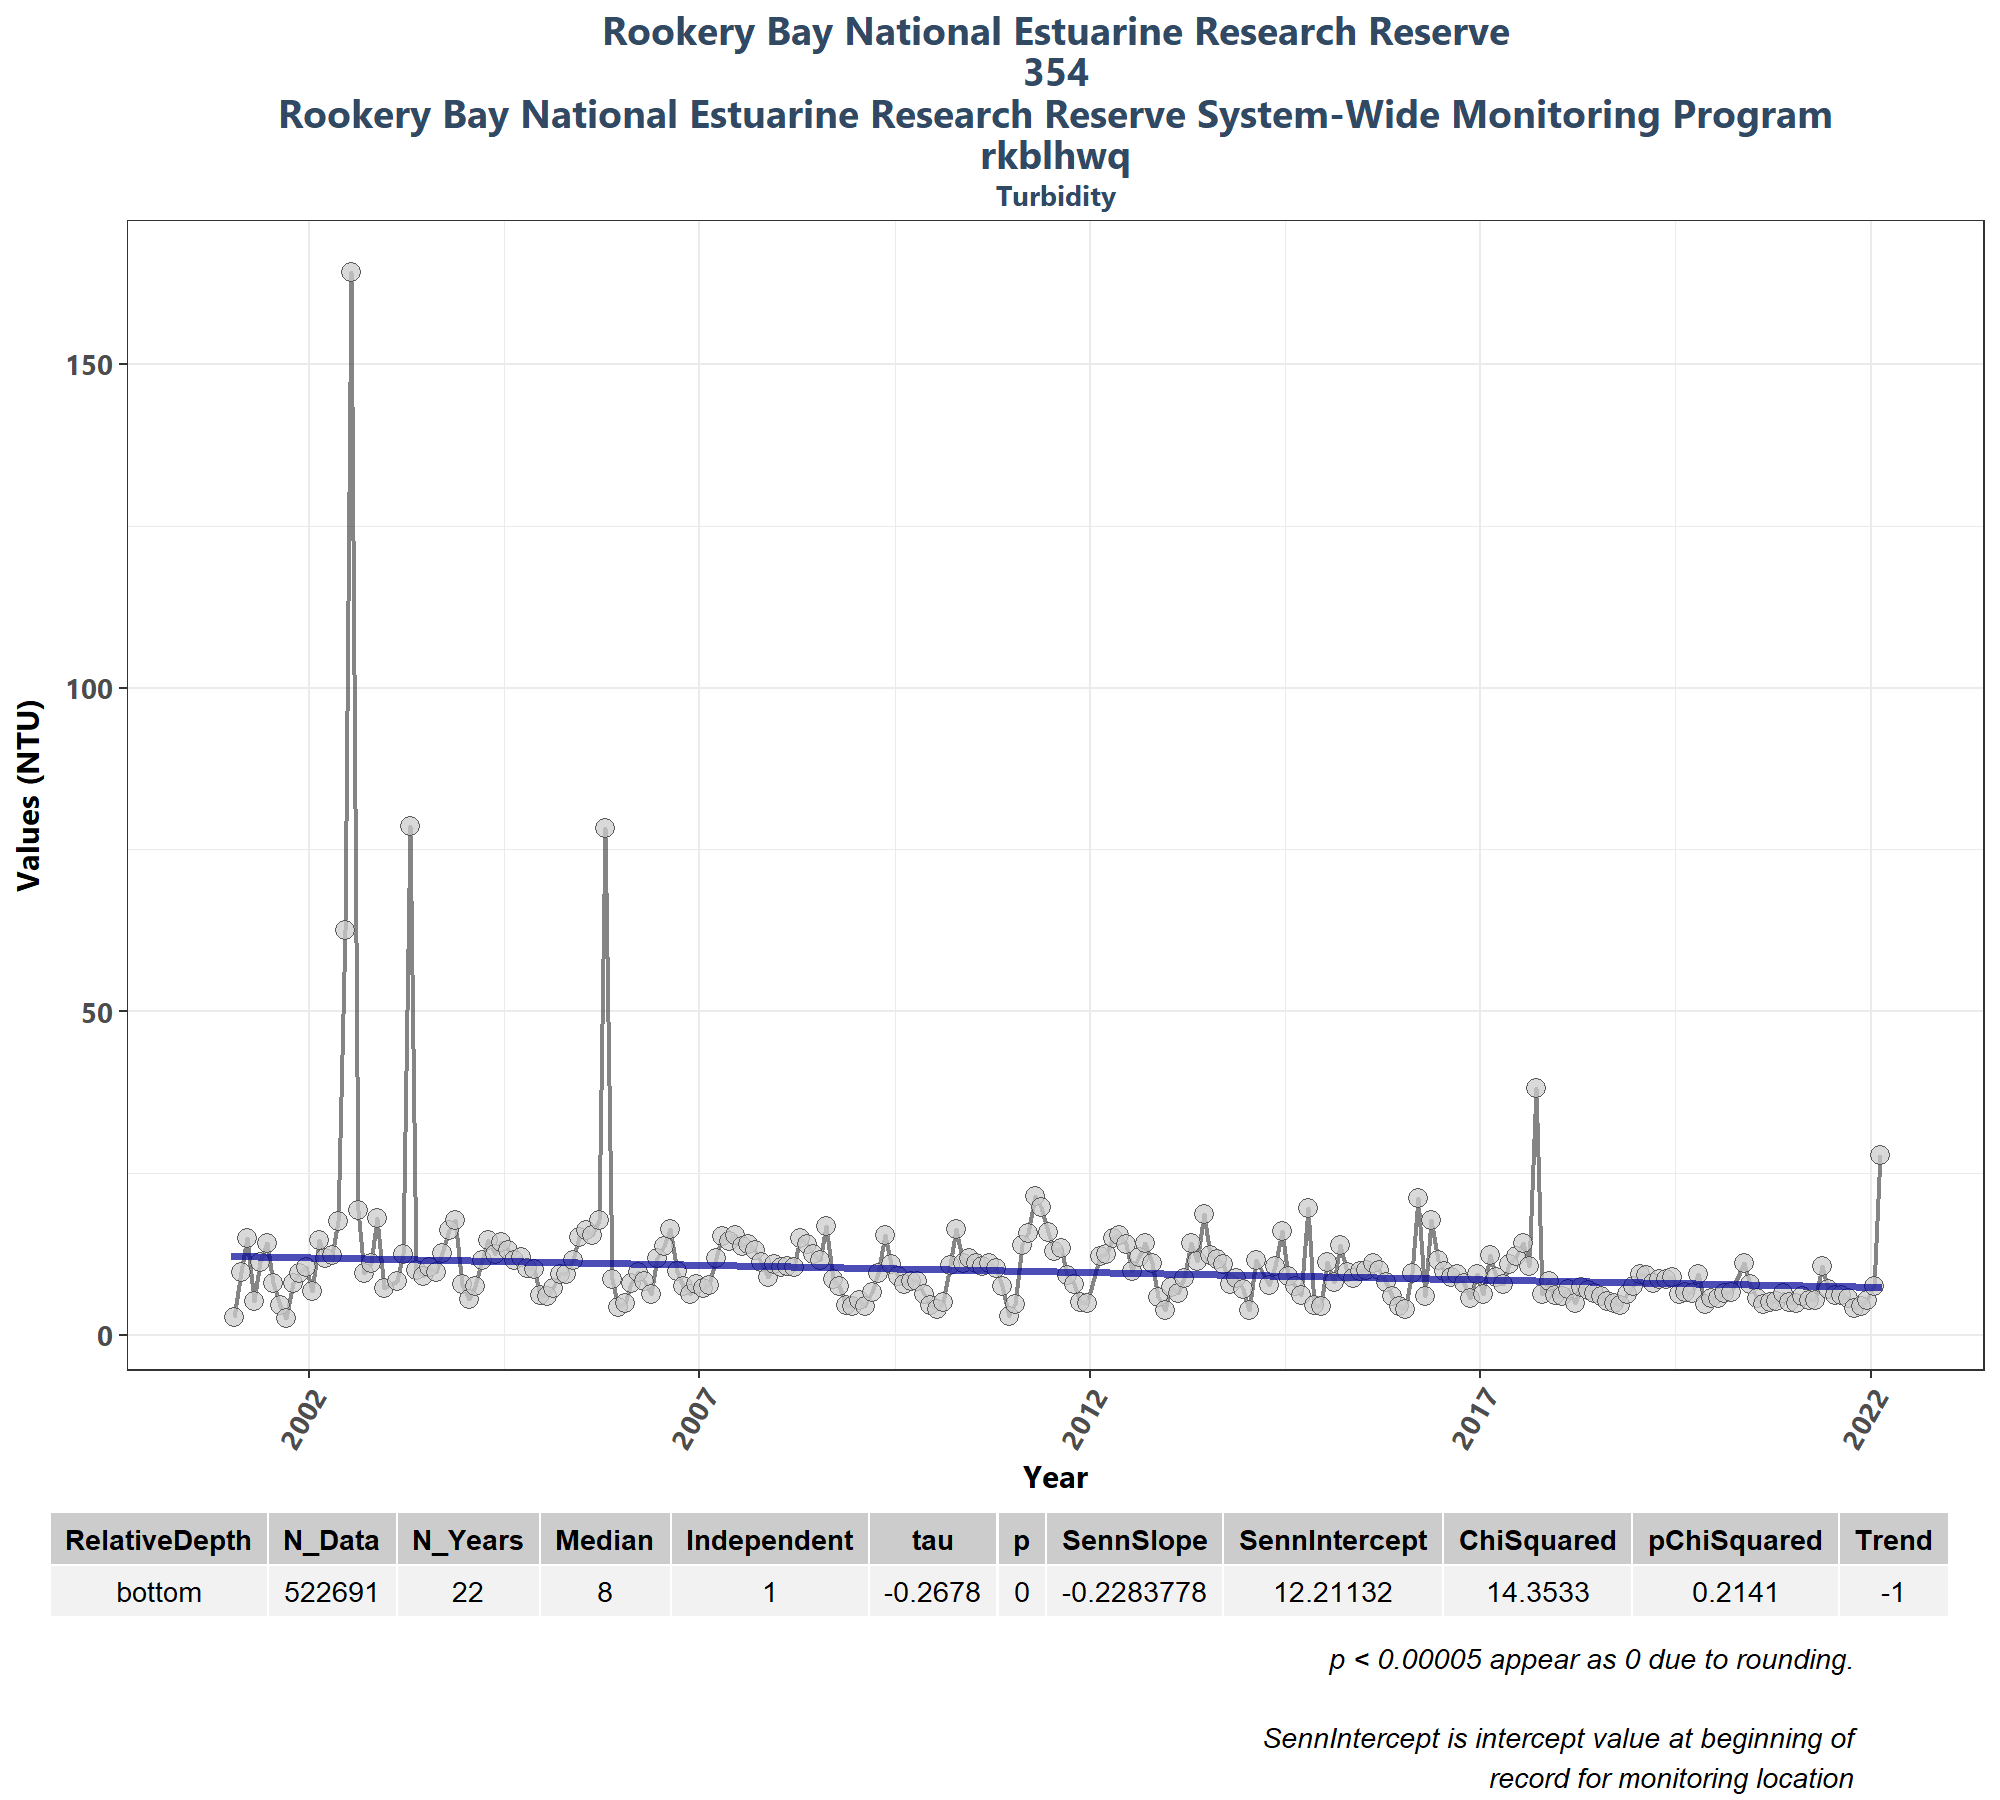 Rookery Bay National Estuarine Research Reserve
354
Rookery Bay National Estuarine Research Reserve System-Wide Monitoring Program
rkblhwq
Turbidity
Values (NTU)
150
100
50
0
2002 2007 2012 2017 2022
Year
RelativeDepth N_Data N_Years Median Independent tau p SennSlope SennIntercept ChiSquared pChiSquared Trend
bottom 522691 22 8 1 -0.2678 0 -0.2283778 12.21132 14.3533 0.2141 -1
p < 0.00005 appear as 0 due to rounding.
SennIntercept is intercept value at beginning of
record for monitoring location